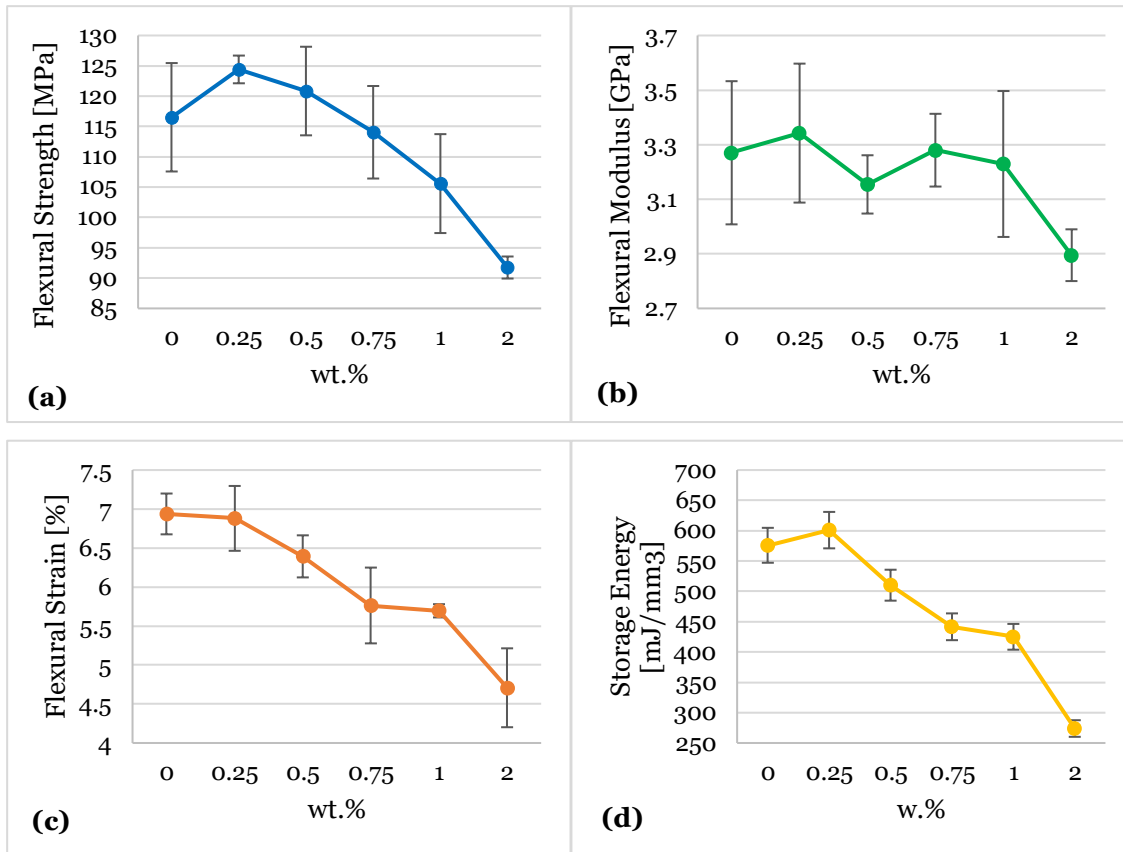 Flexural Strength [MPa]
130
125
120
115
110
105
100
95
90
85
0 0.25 0.5 0.75 1 2
wt.%
(a)
Flexural Modulus [GPa]
3.7
3.5
3.3
3.1
2.9
2.7
0 0.25 0.5 0.75 1 2
wt.%
(b)
Flexural Strain [%]
7.5
7
6.5
6
5.5
5
4.5
4
0 0.25 0.5 0.75 1 2
wt.%
(c)
Storage Energy
[mJ/mm3]
700
650
600
550
500
450
400
350
300
250
0 0.25 0.5 0.75 1 2
w.%
(d)